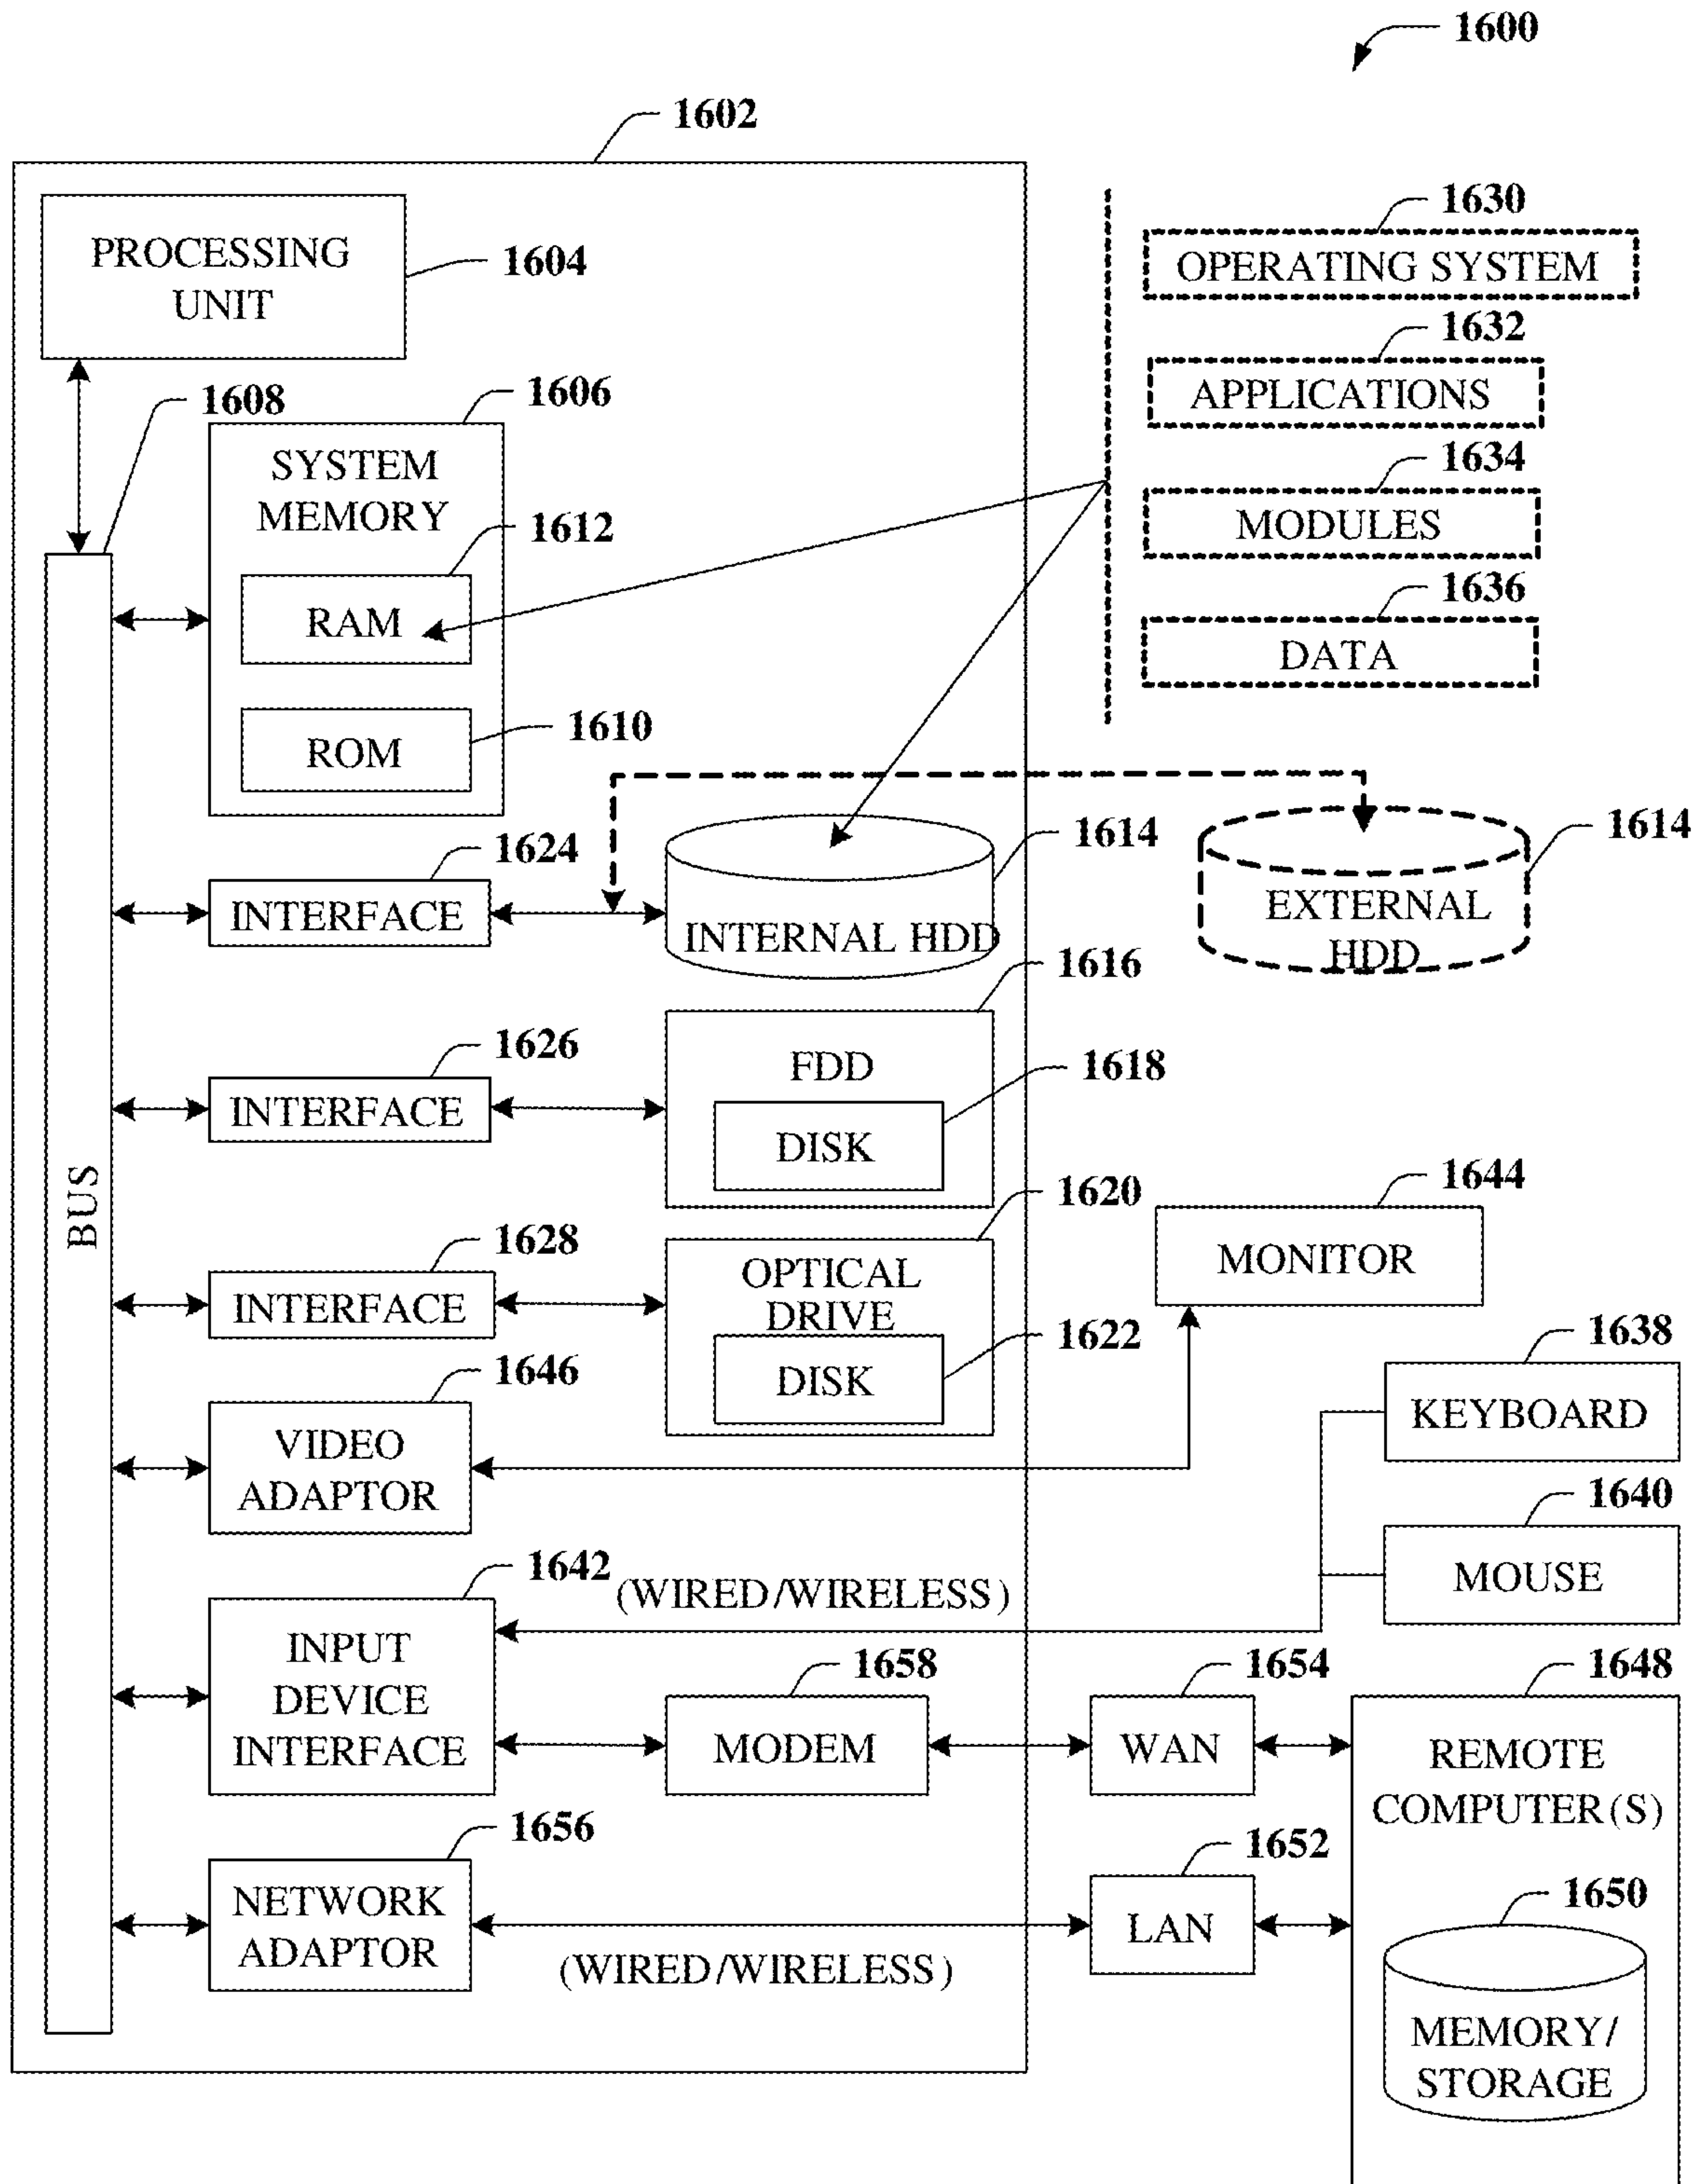 1600
1602
PROCESSING
UNIT
1604
1630
OPERATING SYSTEM
1632
APPLICATIONS
1634
MODULES
1636
DATA
1608
1606
SYSTEM
MEMORY
1612
RAM
1610
ROM
1624
INTERFACE
1614
INTERNAL HDD
1614
EXTERNAL
HDD
1616
1626
INTERFACE
FDD
1618
DISK
BUS
1620
1628
INTERFACE
OPTICAL
DRIVE
1622
DISK
1644
MONITOR
1638
KEYBOARD
1646
VIDEO
ADAPTOR
1640
MOUSE
1642
(WIRED/WIRELESS)
INPUT
DEVICE
INTERFACE
1658
MODEM
1654
WAN
1648
REMOTE
COMPUTER(S)
1656
NETWORK
ADAPTOR
(WIRED/WIRELESS)
1652
LAN
1650
MEMORY/
STORAGE